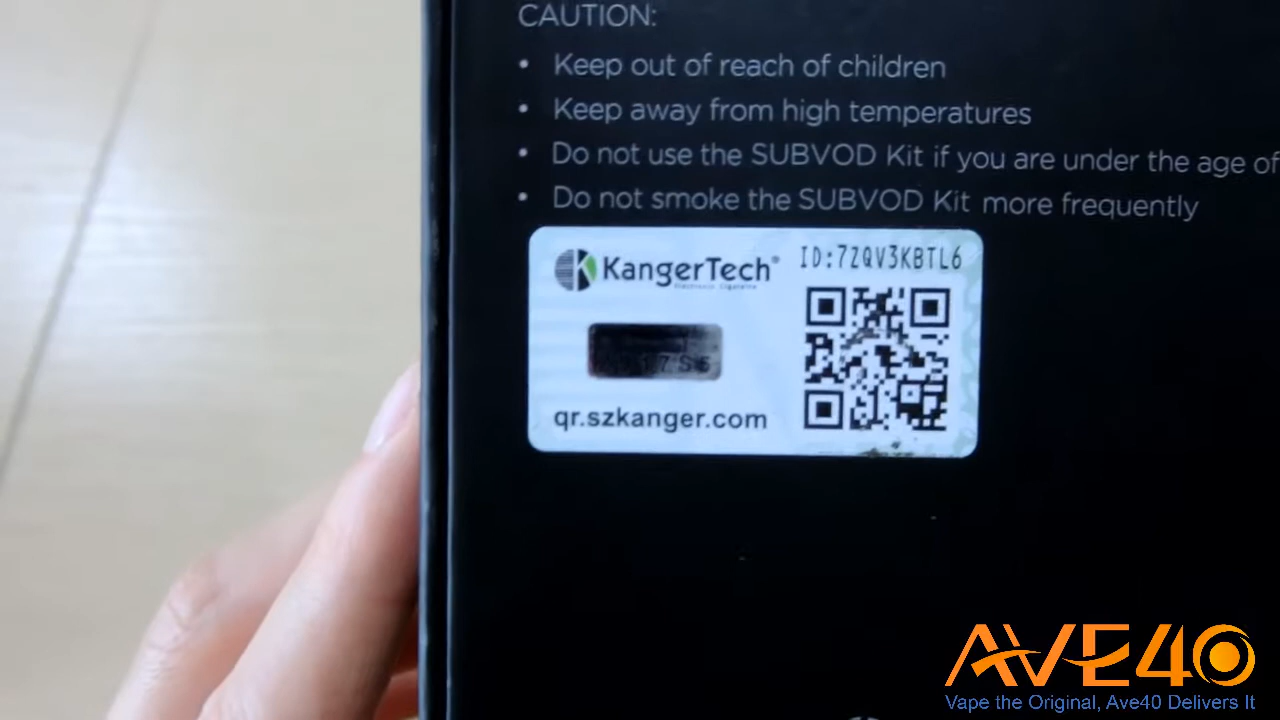 CAUTION:
• Keep out of reach of children
• Keep away from high temperatures
• Do not use the SUBVOD Kit if you are under the age of
• Do not smoke the SUBVOD Kit more frequently
KangerTech®
Electronic Cigarette
ID:7ZQV3KBTL6
qr.szkanger.com
AVE40
Vape the Original, Ave40 Delivers It